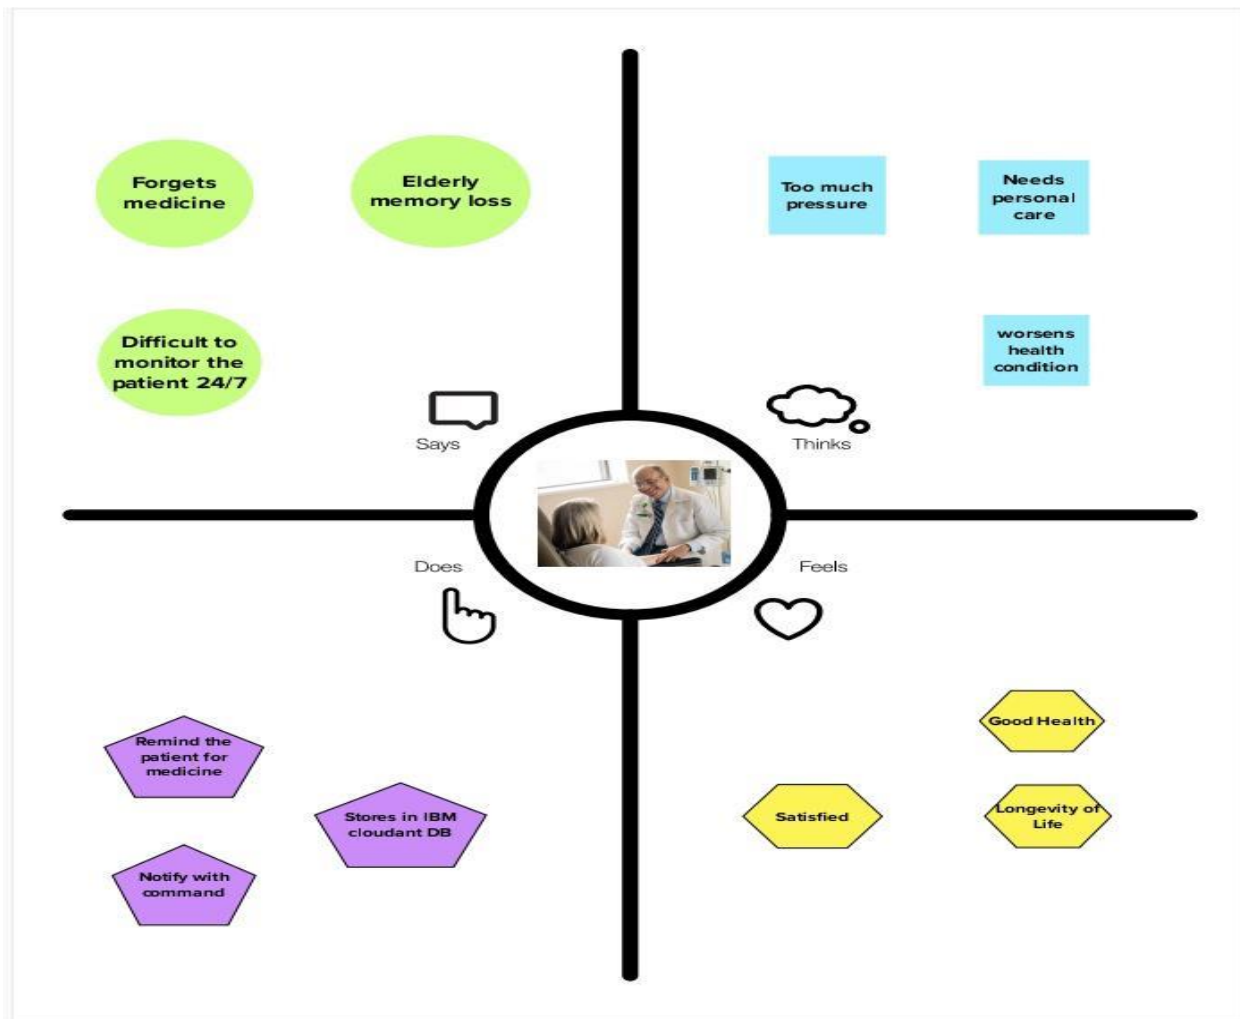 Forgets
medicine
Elderly
memory loss
Difficult to
monitor the
patient 24/7
Says
Too much
pressure
Needs
personal
care
worsens
health
condition
Thinks
Does
Remind the
patient for
medicine
Stores in IBM
cloudant DB
Notify with
command
Feels
Good Health
Satisfied
Longevity of
Life